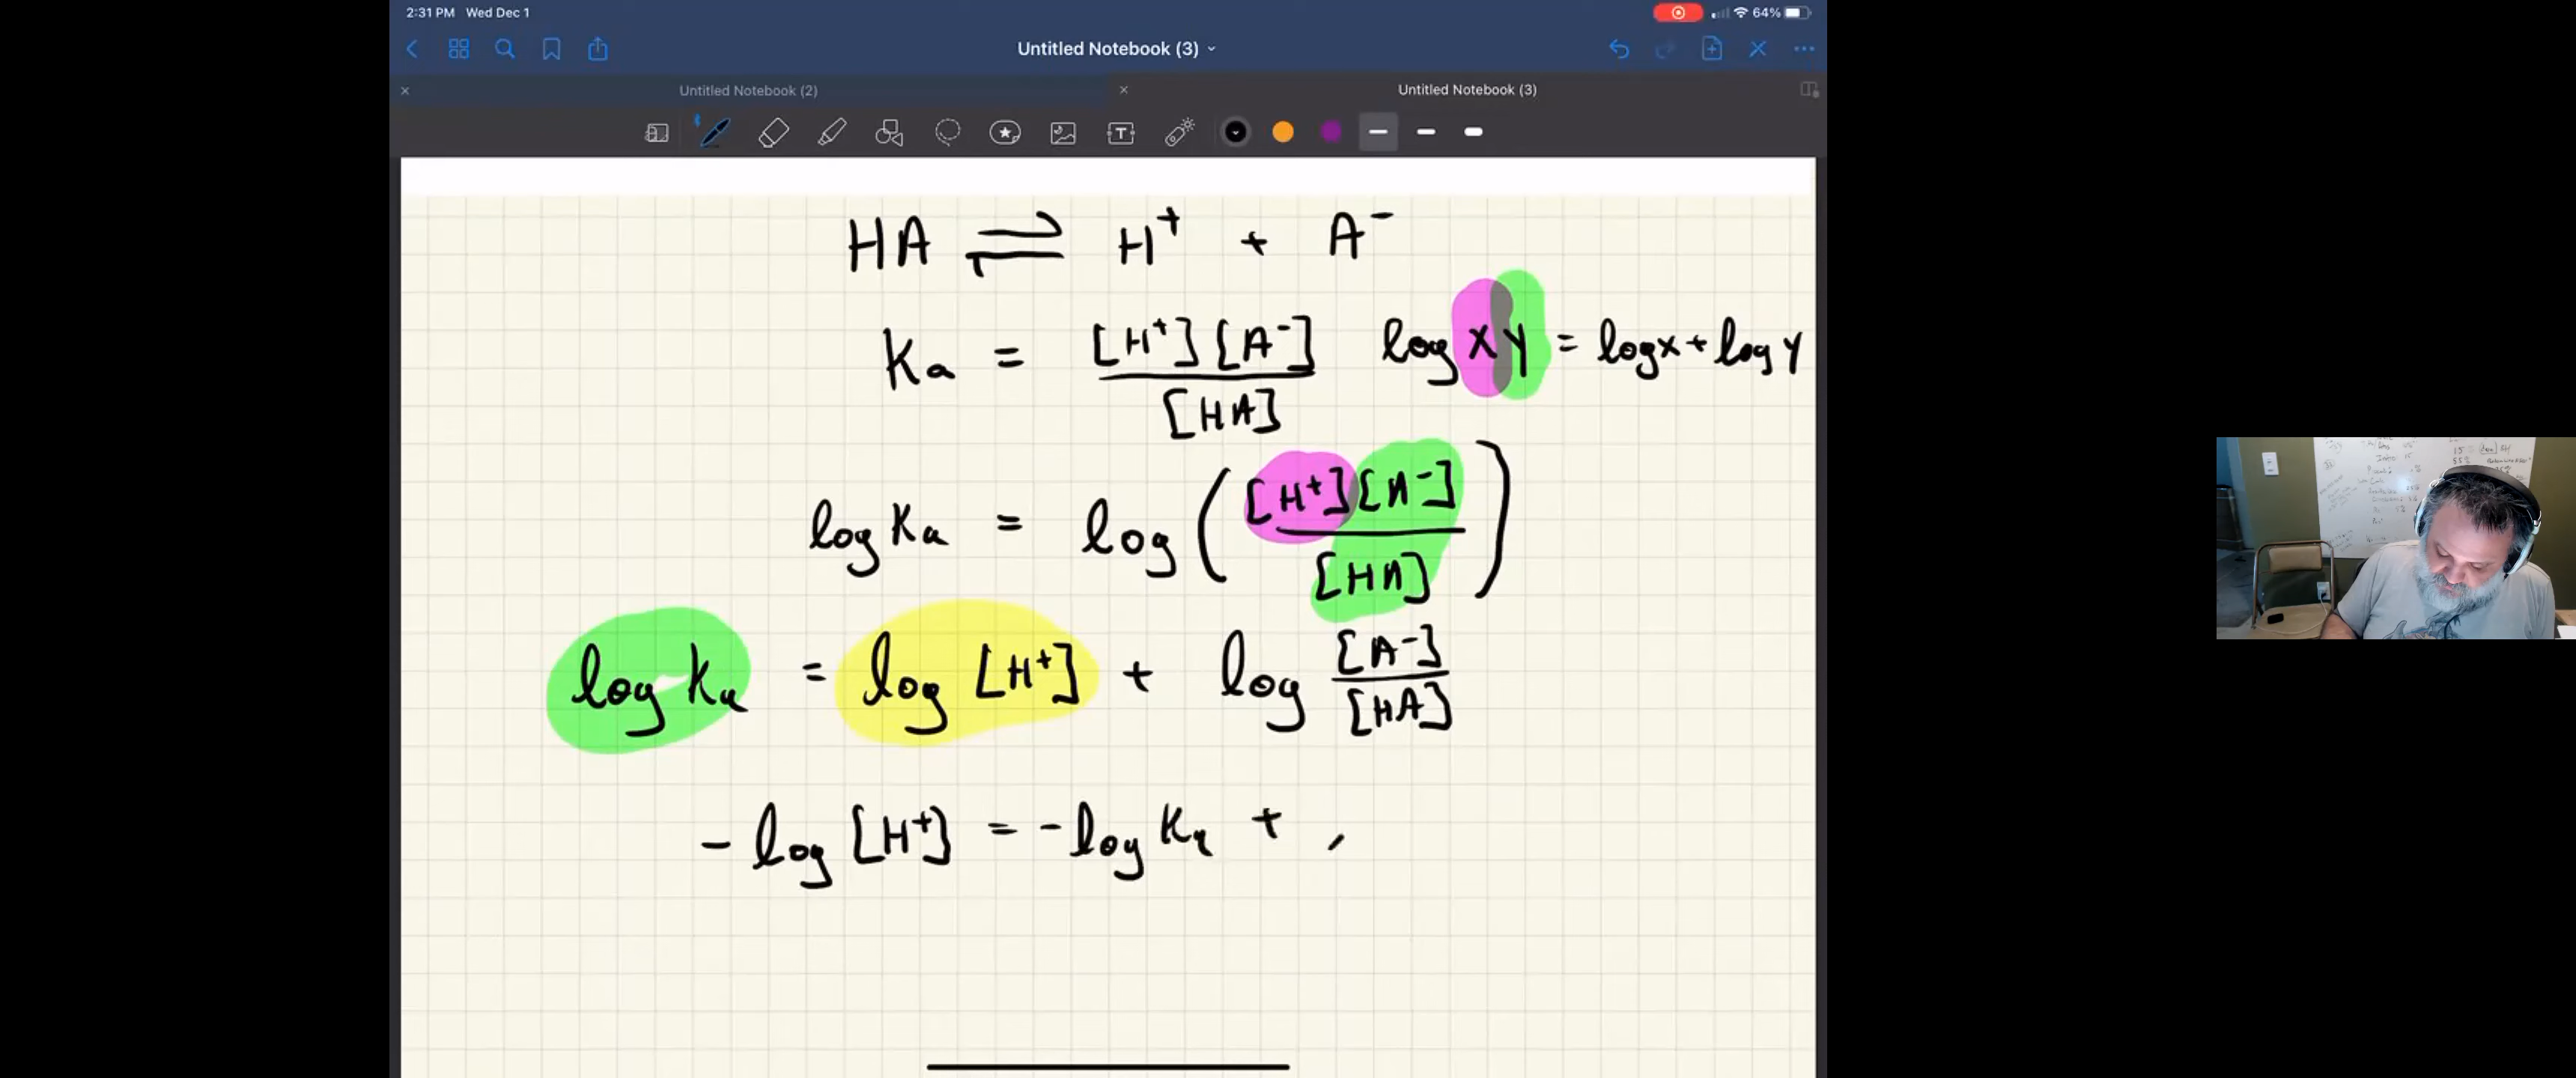 2:31 PM Wed Dec 1 64%
Untitled Notebook (3)
Untitled Notebook (2) Untitled Notebook (3)
HA ⇌ H⁺ + A⁻
Ka = [H⁺][A⁻] / [HA] log XY = log x + log Y
log Ka = log ([H⁺][A⁻] / [HA])
log Ka = log [H⁺] + log [A⁻] / [HA]
- log [H⁺] = - log Ka +